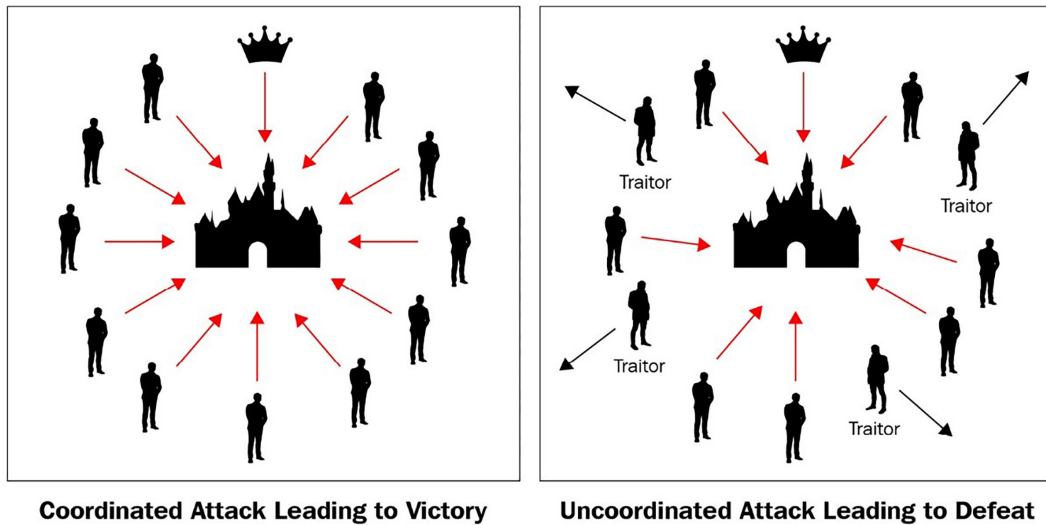 Traitor
Traitor
Traitor
Traitor
Coordinated Attack Leading to Victory
Uncoordinated Attack Leading to Defeat